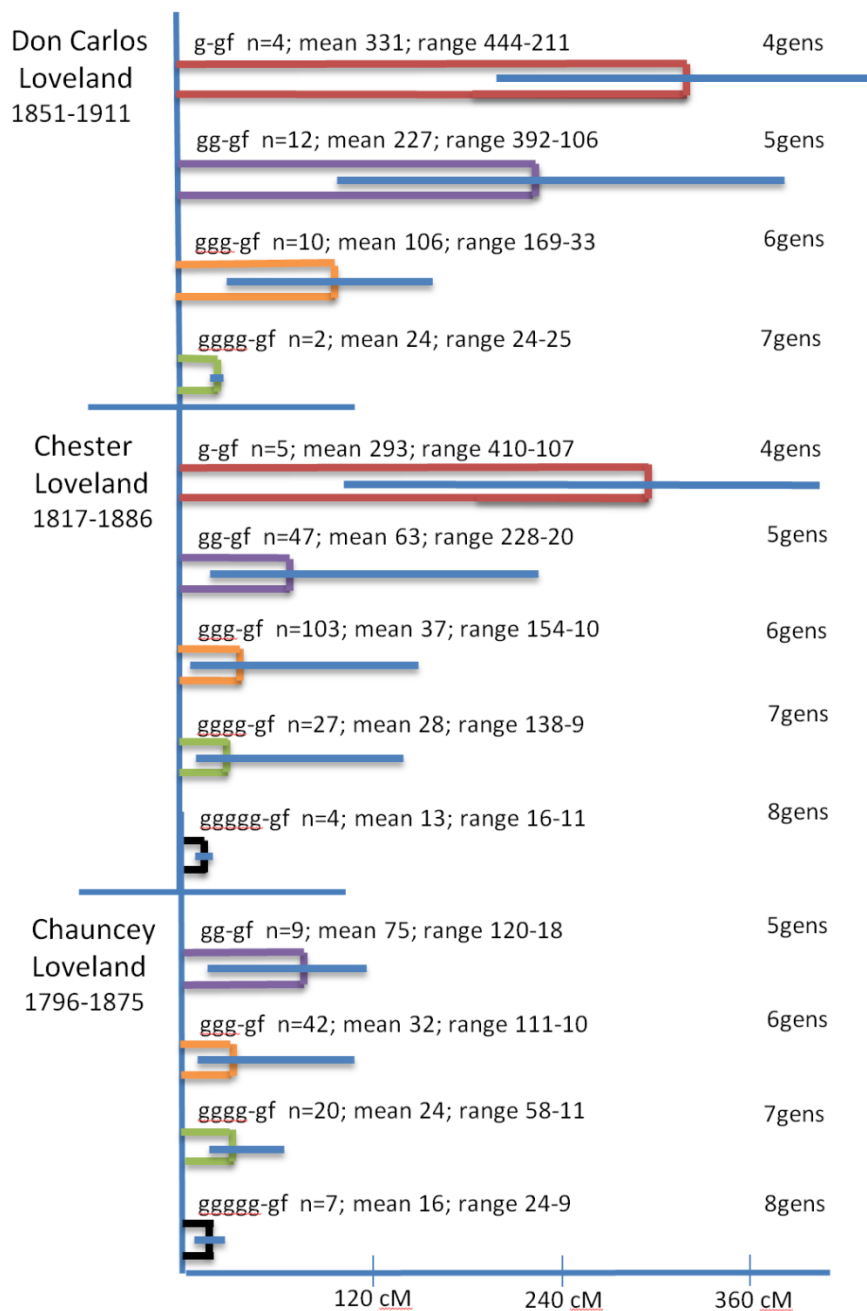 Don Carlos
Loveland
1851-1911
g-gf n=4; mean 331; range 444-211
4gens
gg-gf n=12; mean 227; range 392-106
5gens
ggg-gf n=10; mean 106; range 169-33
6gens
gggg-gf n=2; mean 24; range 24-25
7gens
Chester
Loveland
1817-1886
g-gf n=5; mean 293; range 410-107
4gens
gg-gf n=47; mean 63; range 228-20
5gens
ggg-gf n=103; mean 37; range 154-10
6gens
gggg-gf n=27; mean 28; range 138-9
7gens
ggggg-gf n=4; mean 13; range 16-11
8gens
Chauncey
Loveland
1796-1875
gg-gf n=9; mean 75; range 120-18
5gens
ggg-gf n=42; mean 32; range 111-10
6gens
gggg-gf n=20; mean 24; range 58-11
7gens
ggggg-gf n=7; mean 16; range 24-9
8gens
120 cM
240 cM
360 cM